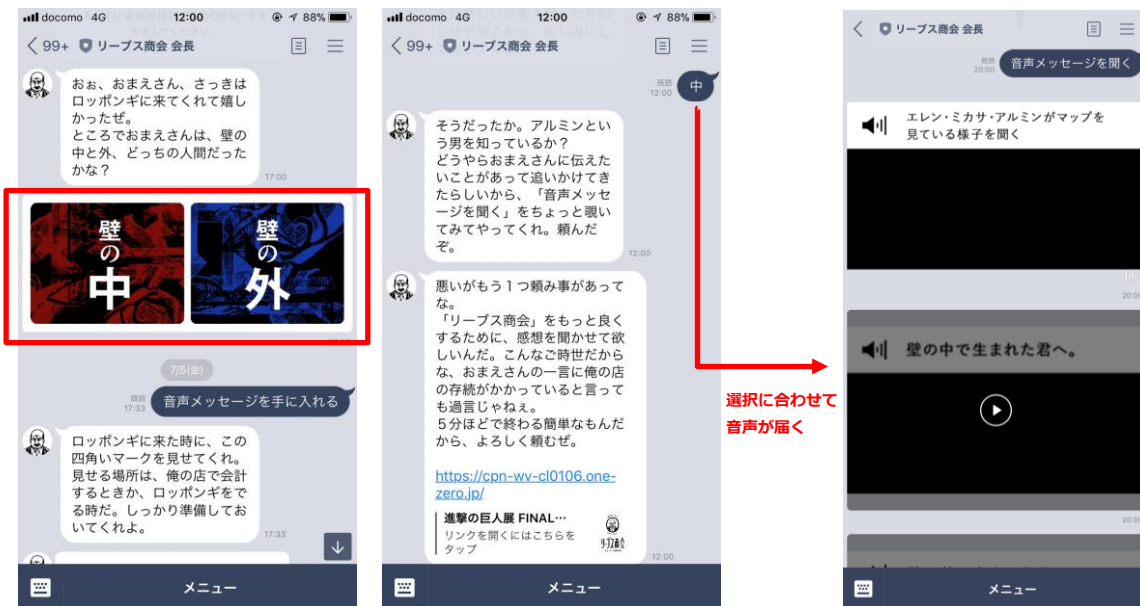 docomo 4G 12:00 88%
99+ リーブス商会 会長
おぉ、おまえさん、さっきは
ロッポンギに来てくれて嬉し
かったぜ。
ところでおまえさんは、壁の
中と外、どっちの人間だった
かな？
17:00
壁の中
壁の外
7/5(金)
既読
17:33
音声メッセージを手に入れる
ロッポンギに来た時に、この
四角いマークを見せてくれ。
見せる場所は、俺の店で会計
するときか、ロッポンギをで
る時だ。しっかり準備してお
いてくれよ。
17:33
メニュー
docomo 4G 12:00 88%
99+ リーブス商会 会長
既読
12:00
中
そうだったか。アルミンとい
う男を知っているか？
どうやらおまえさんに伝えた
いことがあって追いかけてき
たらしいから、「音声メッセ
ージを聞く」をちょっと覗い
てみてやってくれ。頼んだ
ぞ。
12:00
悪いがもう１つ頼み事があって
な。
「リーブス商会」をもっと良く
するために、感想を聞かせて欲
しいんだ。こんなご時世だから
な、おまえさんの一言に俺の店
の存続がかかっていると言って
も過言じゃねぇ。
５分ほどで終わる簡単なもんだ
から、よろしく頼むぜ。
https://cpn-wv-cl0106.one-
zero.jp/
進撃の巨人展 FINAL…
リンクを開くにはこちらを
タップ
リーブス商会
12:00
メニュー
選択に合わせて
音声が届く
リーブス商会 会長
既読
20:00
音声メッセージを聞く
エレン・ミカサ・アルミンがマップを
見ている様子を聞く
20:00
壁の中で生まれた君へ。
20:00
メニュー